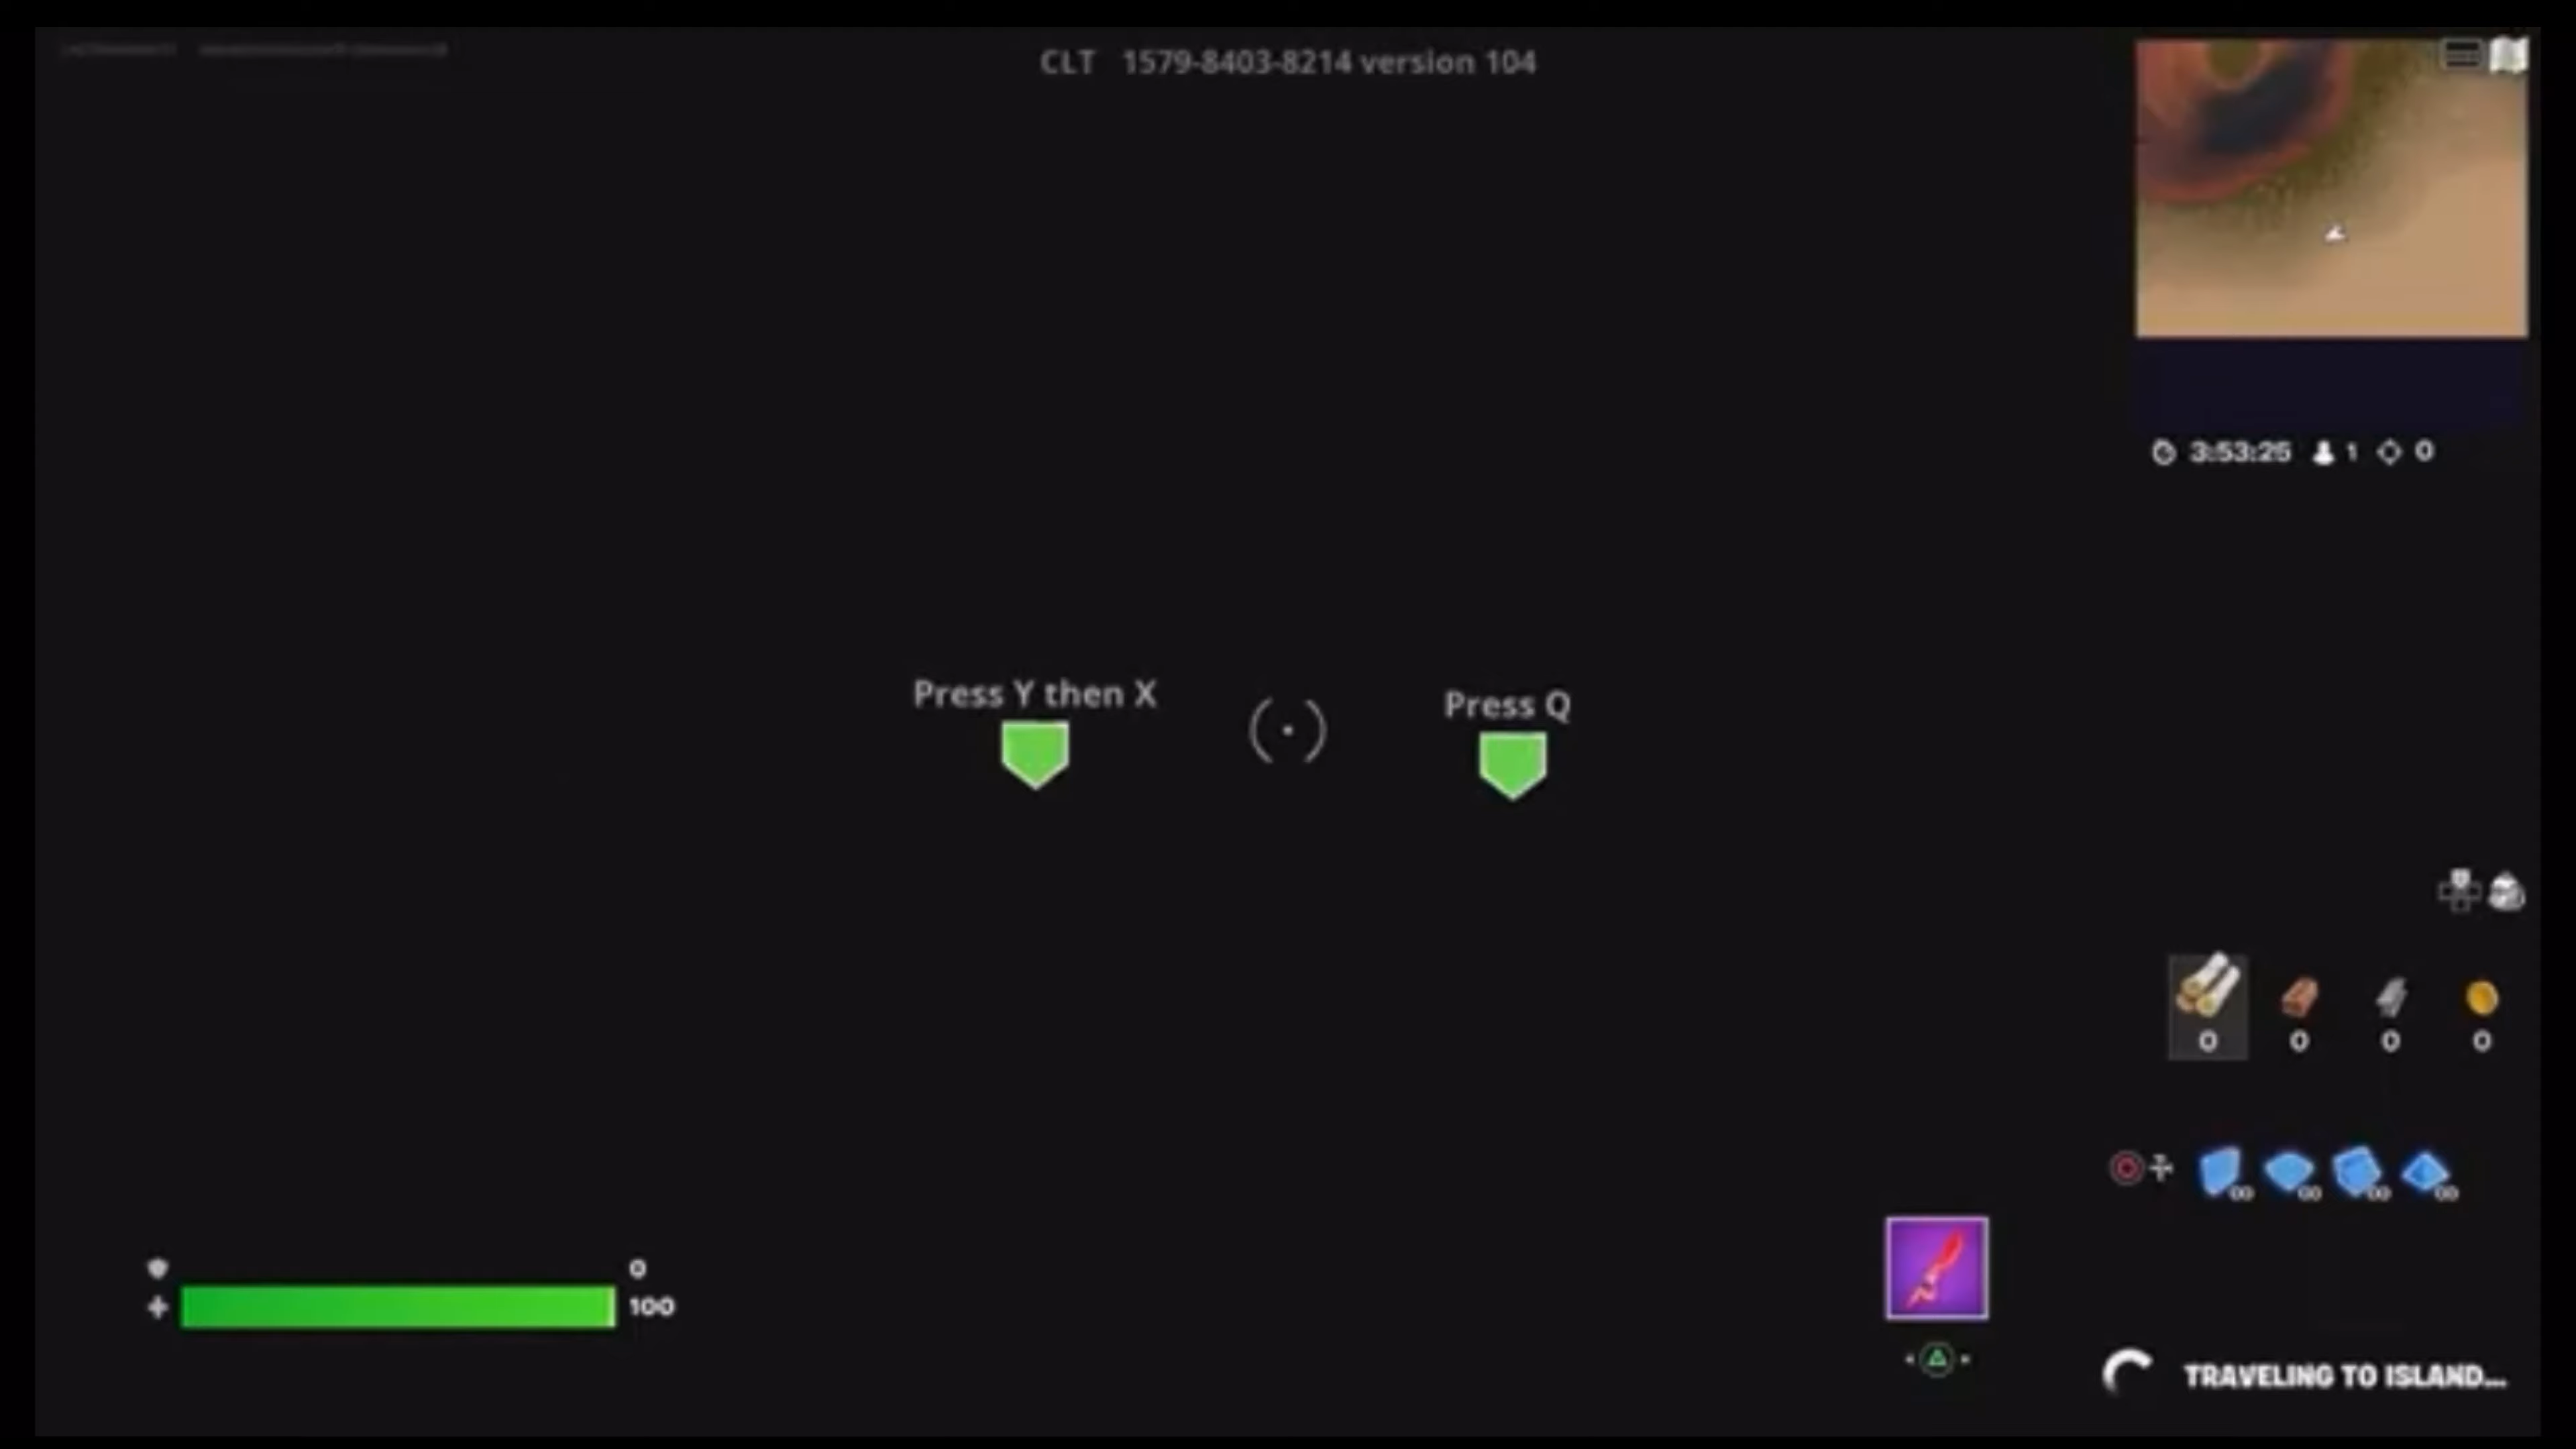 CLT 1579-8403-8214 version 104
3:53:25 1 0
Press Y then X
Press Q
0 0 0 0
∞ ∞ ∞ ∞
0
100
TRAVELING TO ISLAND...